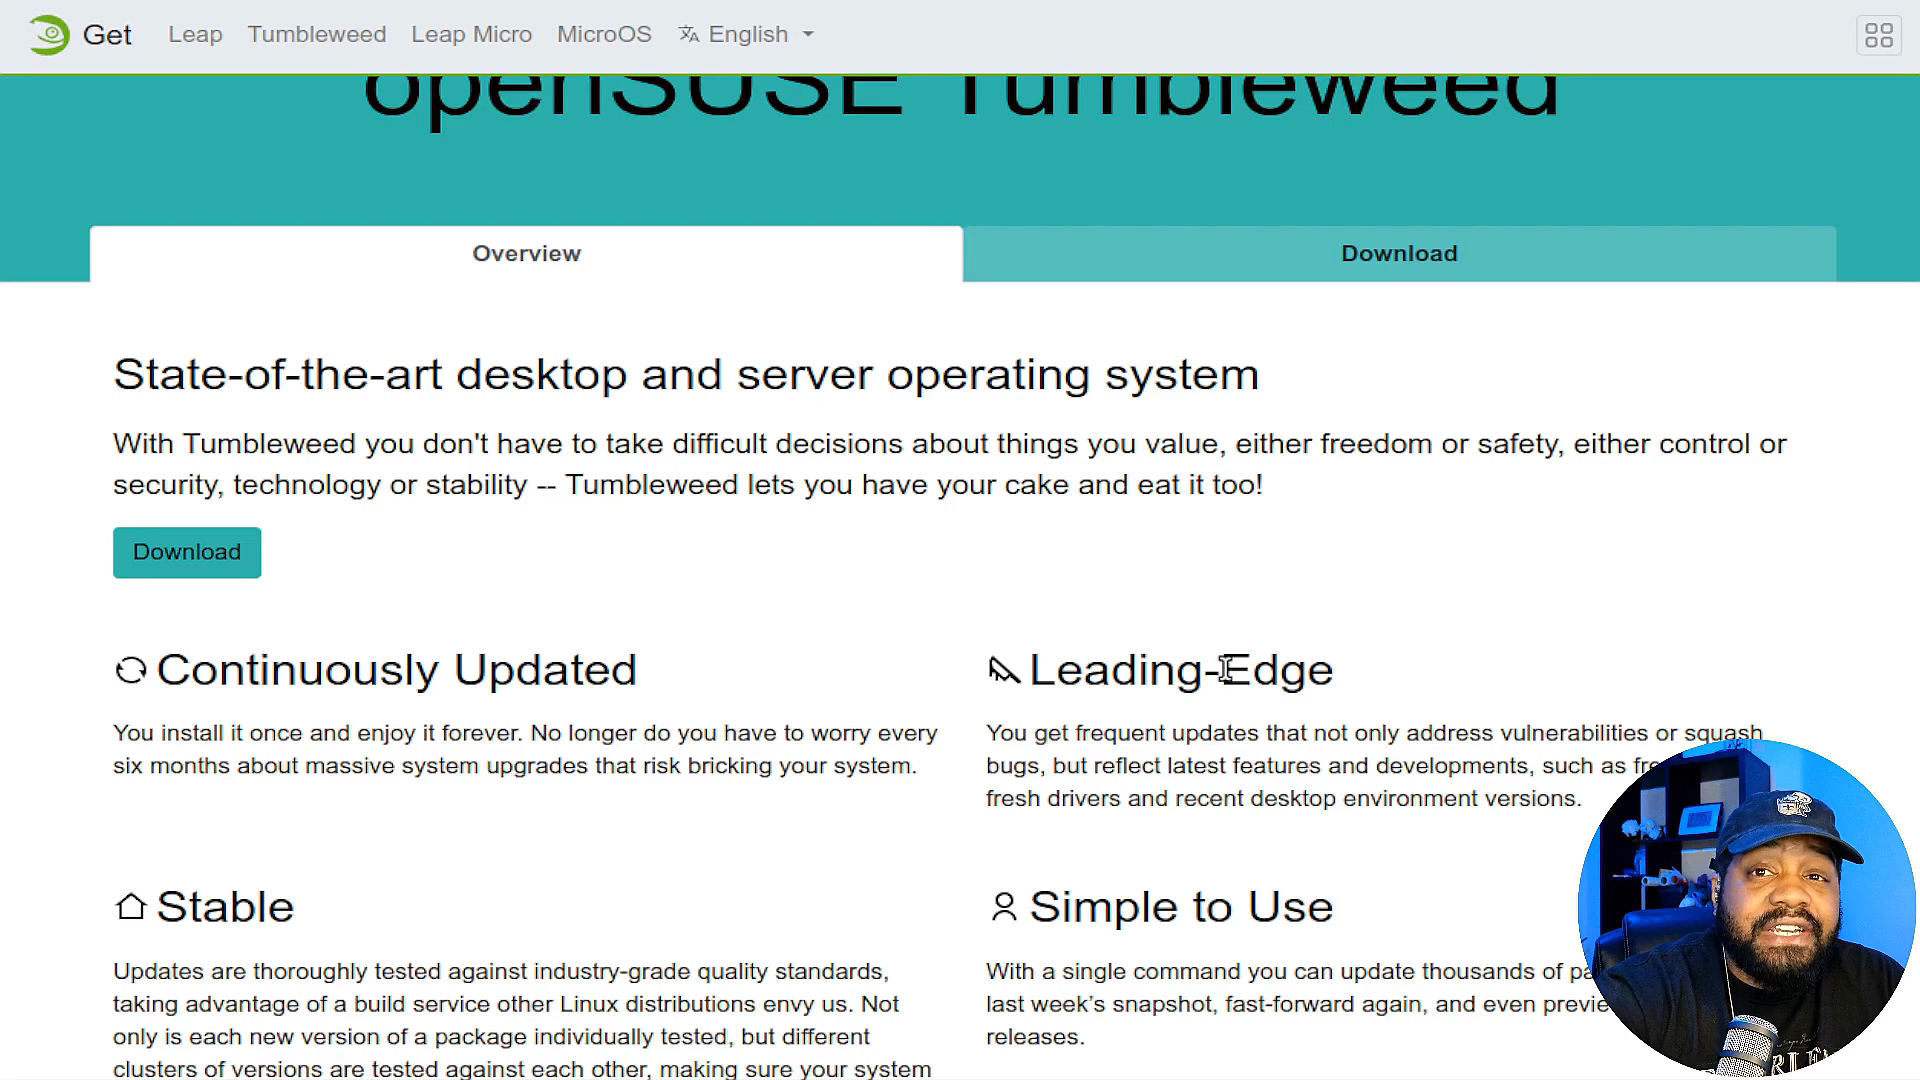 Get Leap Tumbleweed Leap Micro MicroOS English
openSUSE Tumbleweed
Overview Download
State-of-the-art desktop and server operating system
With Tumbleweed you don't have to take difficult decisions about things you value, either freedom or safety, either control or
security, technology or stability -- Tumbleweed lets you have your cake and eat it too!
Download
Continuously Updated
You install it once and enjoy it forever. No longer do you have to worry every
six months about massive system upgrades that risk bricking your system.
Leading-Edge
You get frequent updates that not only address vulnerabilities or squash
bugs, but reflect latest features and developments, such as
fresh drivers and recent desktop environment versions.
Stable
Updates are thoroughly tested against industry-grade quality standards,
taking advantage of a build service other Linux distributions envy us. Not
only is each new version of a package individually tested, but different
clusters of versions are tested against each other, making sure your system
Simple to Use
With a single command you can update thousands of
last week’s snapshot, fast-forward again, and even
releases.